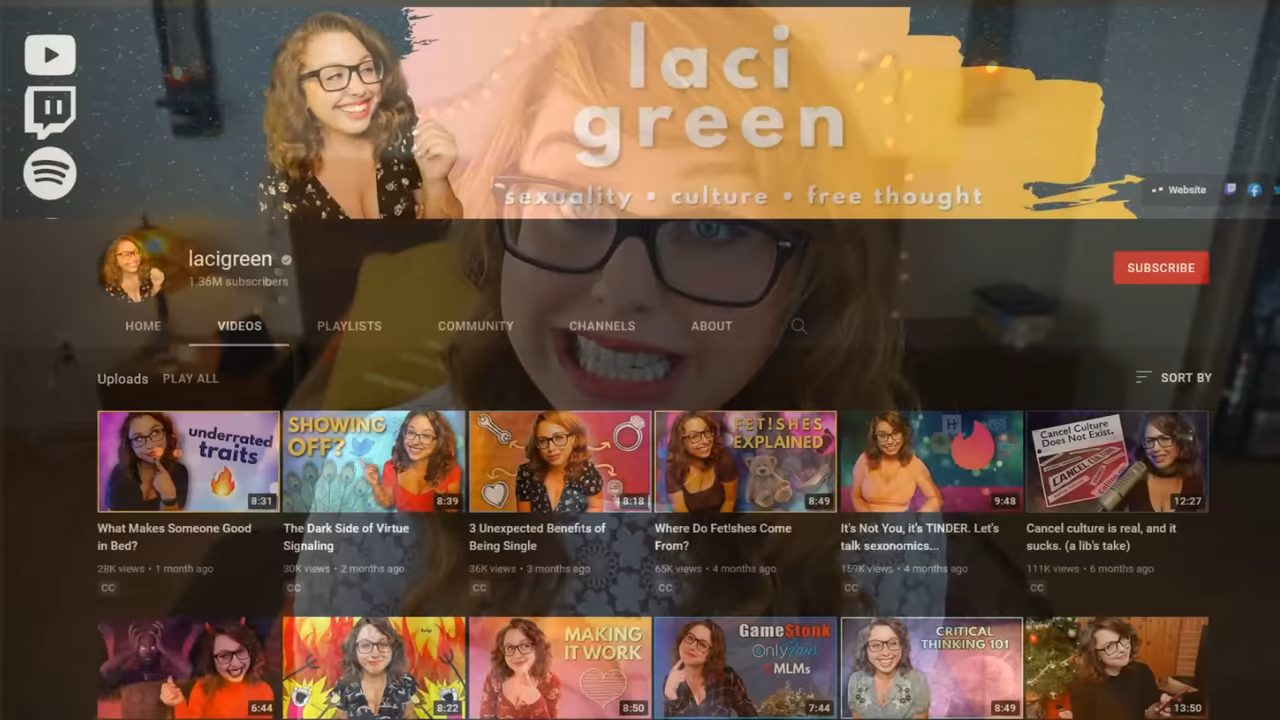 laci
green
sexuality • culture • free thought
Website
lacigreen
1.36M subscribers
SUBSCRIBE
HOME VIDEOS PLAYLISTS COMMUNITY CHANNELS ABOUT
Uploads PLAY ALL SORT BY
underrated
traits
8:31
SHOWING
OFF?
8:39
8:18
FET!SHES
EXPLAINED
8:49
H
9:48
Cancel Culture
Does Not Exist.
12:27
What Makes Someone Good
in Bed?
28K views • 1 month ago
CC
The Dark Side of Virtue
Signaling
30K views • 2 months ago
CC
3 Unexpected Benefits of
Being Single
36K views • 3 months ago
CC
Where Do Fet!shes Come
From?
65K views • 4 months ago
CC
It's Not You, it's TINDER. Let's
talk sexonomics...
159K views • 4 months ago
CC
Cancel culture is real, and it
sucks. (a lib's take)
111K views • 6 months ago
CC
6:44
help
8:22
MAKING
IT WORK
8:50
GameStonk
OnlyFans
MLMs
7:44
CRITICAL
THINKING 101
8:49
13:50